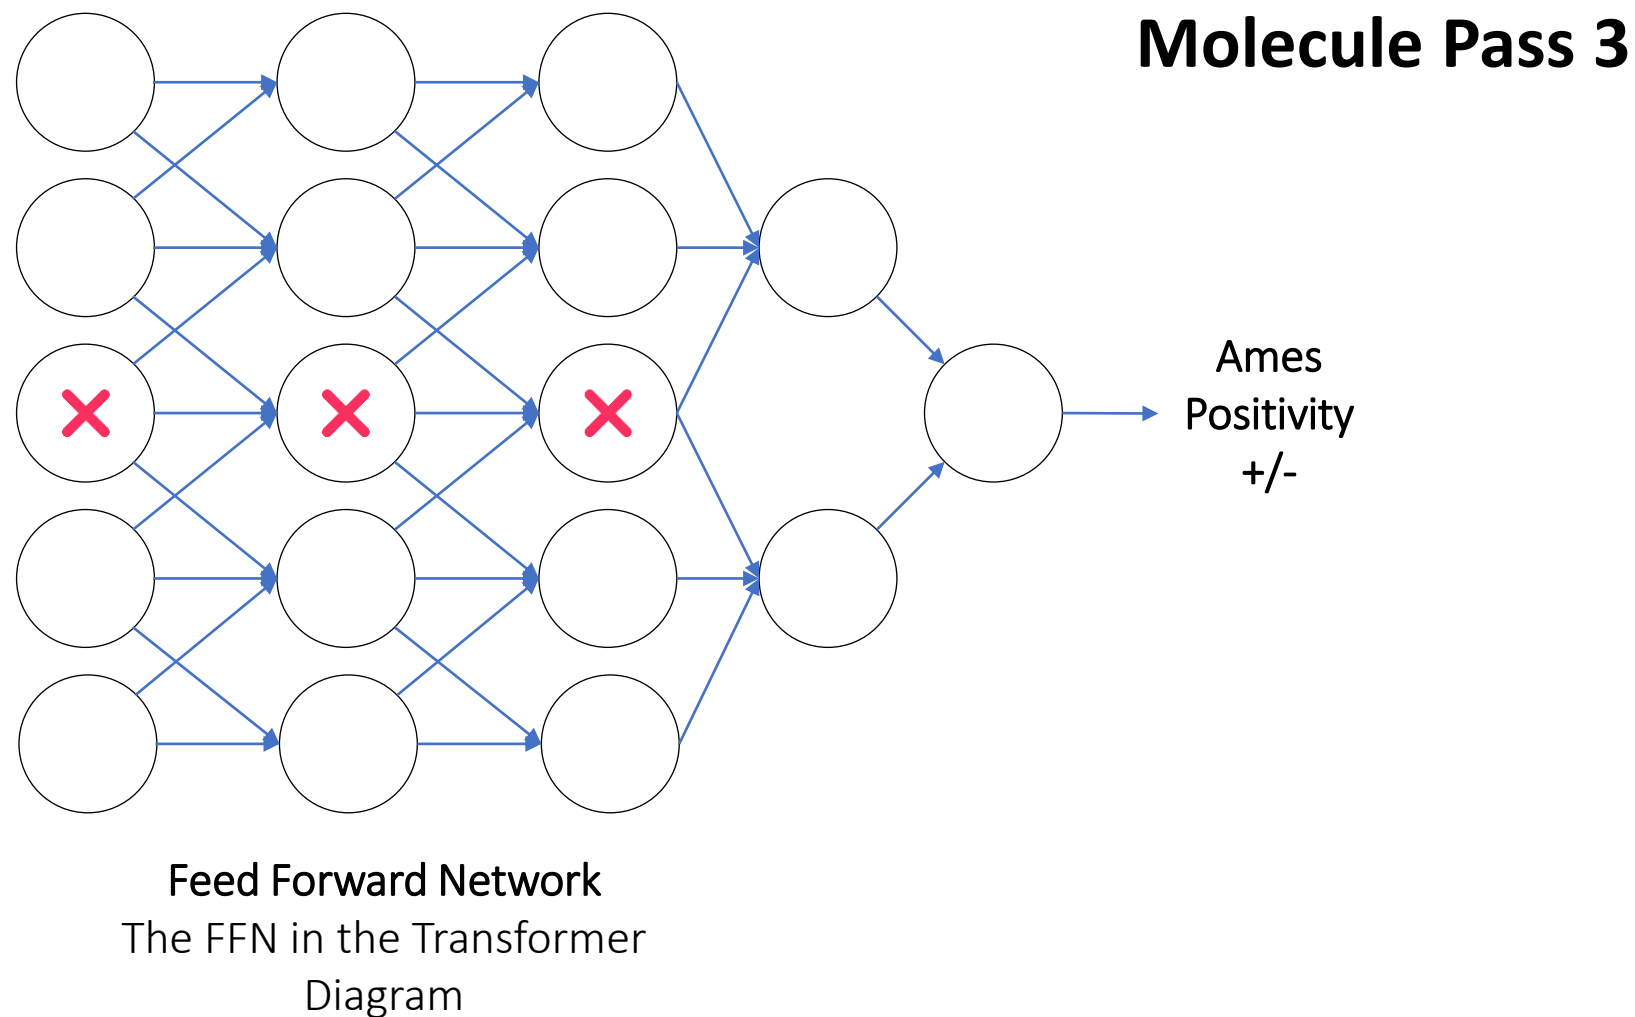 Molecule Pass 3
Ames
Positivity
+/-
Feed Forward Network
The FFN in the Transformer
Diagram